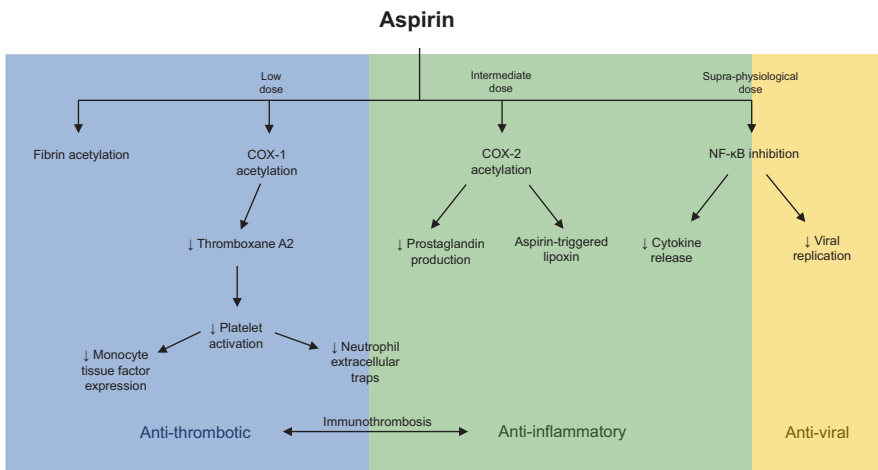 Aspirin
Low
dose
Intermediate
dose
Supra-physiological
dose
Fibrin acetylation
COX-1
acetylation
COX-2
acetylation
NF-κB inhibition
↓ Thromboxane A2
↓ Prostaglandin
production
Aspirin-triggered
lipoxin
↓ Cytokine
release
↓ Viral
replication
↓ Platelet
activation
↓ Monocyte
tissue factor
expression
↓ Neutrophil
extracellular
traps
Anti-thrombotic
Immunothrombosis
Anti-inflammatory
Anti-viral